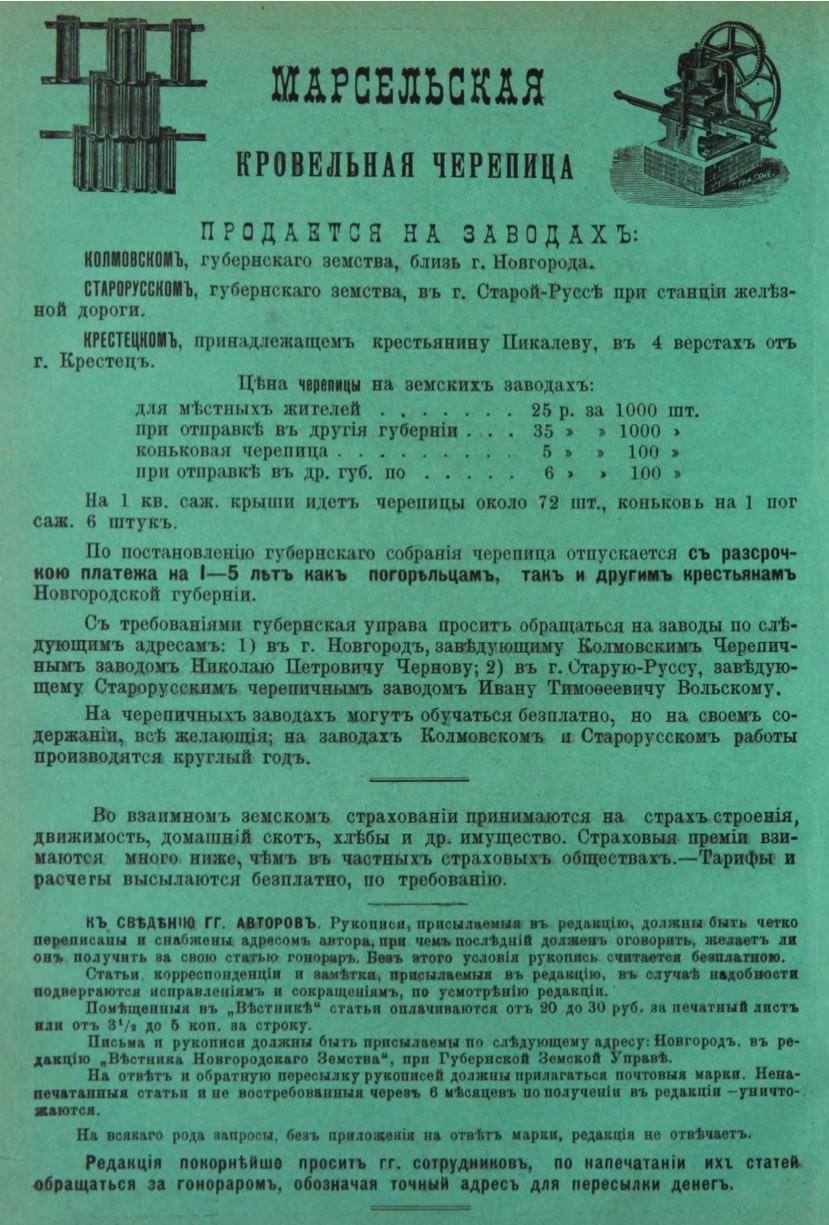 МАРСЕЛЬСКАЯ
КРОВЕЛЬНАЯ ЧЕРЕПИЦА
ПРОДАЕТСЯ НА ЗАВОДАХЪ:
КОЛМОВСКОМЪ, губернскаго земства, близь г. Новгорода.
СТАРОРУССКОМЪ, губернскаго земства, въ г. Старой-Руссѣ при станціи желѣз-
ной дороги.
КРЕСТЕЦКОМЪ, принадлежащемъ крестьянину Пикалеву, въ 4 верстахъ отъ
г. Крестецъ.
Цѣна черепицы на земскихъ заводахъ:
для мѣстныхъ жителей . . . . . . . 25 р. за 1000 шт.
при отправкѣ въ другія губерніи . . . 35 » » 1000 »
коньковая черепица . . . . . . . . . 5 » » 100 »
при отправкѣ въ др. губ. по . . . . . 6 » » 100 »
На 1 кв. саж. крыши идетъ черепицы около 72 шт., коньковъ на 1 пог
саж. 6 штукъ.
По постановленію губернскаго собранія черепица отпускается съ разсроч-
кою платежа на I—5 лѣтъ какъ погорѣльцамъ, такъ и другимъ крестьянамъ
Новгородской губерніи.
Съ требованіями губернская управа проситъ обращаться на заводы по слѣ-
дующимъ адресамъ: 1) въ г. Новгородъ, завѣдующему Колмовскимъ Черепич-
нымъ заводомъ Николаю Петровичу Чернову; 2) въ г. Старую-Руссу, завѣдую-
щему Старорусскимъ черепичнымъ заводомъ Ивану Тимоѳеевичу Вольскому.
На черепичныхъ заводахъ могутъ обучаться безплатно, но на своемъ со-
держаніи, всѣ желающія; на заводахъ Колмовскомъ и Старорусскомъ работы
производятся круглый годъ.
Во взаимномъ земскомъ страхованіи принимаются на страхъ строенія,
движимость, домашній скотъ, хлѣбы и др. имущество. Страховыя преміи взи-
маются много ниже, чѣмъ въ частныхъ страховыхъ обществахъ.—Тарифы и
расчеты высылаются безплатно, по требованію.
КЪ СВѢДѢНІЮ ГГ. АВТОРОВЪ. Рукописи, присылаемыя въ редакцію, должны быть четко
переписаны и снабжены адресомъ автора, при чемъ послѣдній долженъ оговорить, желаетъ ли
онъ получить за свою статью гонораръ. Безъ этого условія рукопись считается безплатною.
Статьи, корреспонденціи и замѣтки, присылаемыя въ редакцію, въ случаѣ надобности
подвергаются исправленіямъ и сокращеніямъ, по усмотрѣнію редакціи.
Помѣщенныя въ „Вѣстникѣ“ статьи оплачиваются отъ 20 до 30 руб. за печатный листъ
или отъ 3¹/₂ до 5 коп. за строку.
Письма и рукописи должны быть присылаемы по слѣдующему адресу: Новгородъ. въ ре-
дакцію „Вѣстника Новгородскаго Земства“, при Губернской Земской Управѣ.
На отвѣтъ и обратную пересылку рукописей должны прилагаться почтовыя марки. Нена-
печатанныя статьи и не востребованныя черезъ 6 мѣсяцевъ по полученіи въ редакціи —уничто-
жаются.
На всякаго рода запросы, безъ приложенія на отвѣтъ марки, редакція не отвѣчаетъ.
Редакція покорнѣйше проситъ гг. сотрудниковъ, по напечатаніи ихъ статей
обращаться за гонораромъ, обозначая точный адресъ для пересылки денегъ.